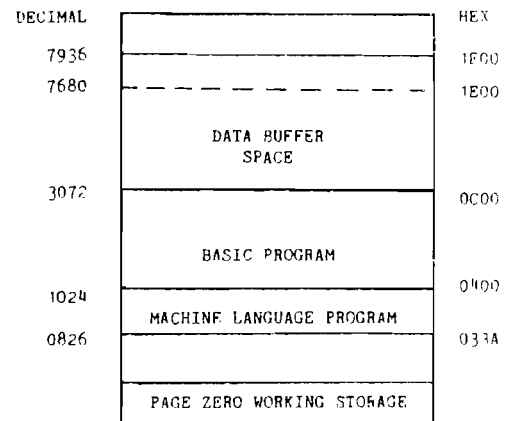 DECIMAL HEX
7936 1F00
7680 1E00
DATA BUFFER
SPACE
3072 0C00
BASIC PROGRAM
1024 0400
MACHINE LANGUAGE PROGRAM
0826 033A
PAGE ZERO WORKING STORAGE